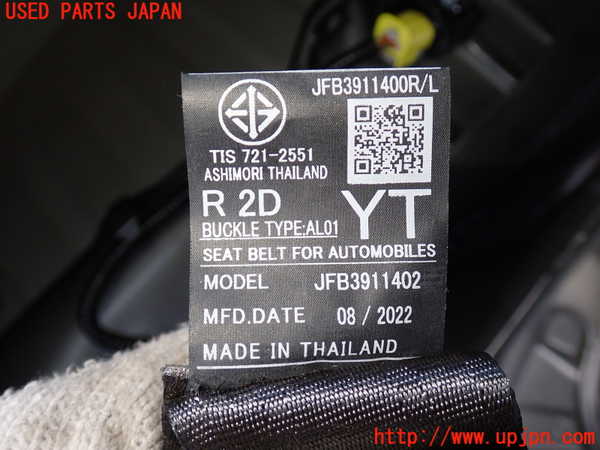 USED PARTS JAPAN
JFB3911400R/L
TIS 721-2551
ASHIMORI THAILAND
R 2D YT
BUCKLE TYPE:AL01
SEAT BELT FOR AUTOMOBILES
MODEL JFB3911402
MFD.DATE 08 / 2022
MADE IN THAILAND
http://www.upjpn.com/